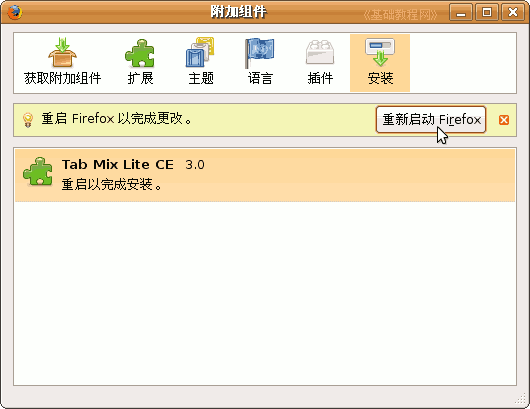 附加组件
《基础教程网》
获取附加组件 扩展 主题 语言 插件 安装
重启 Firefox 以完成更改。 重新启动 Firefox
Tab Mix Lite CE 3.0
重启以完成安装。